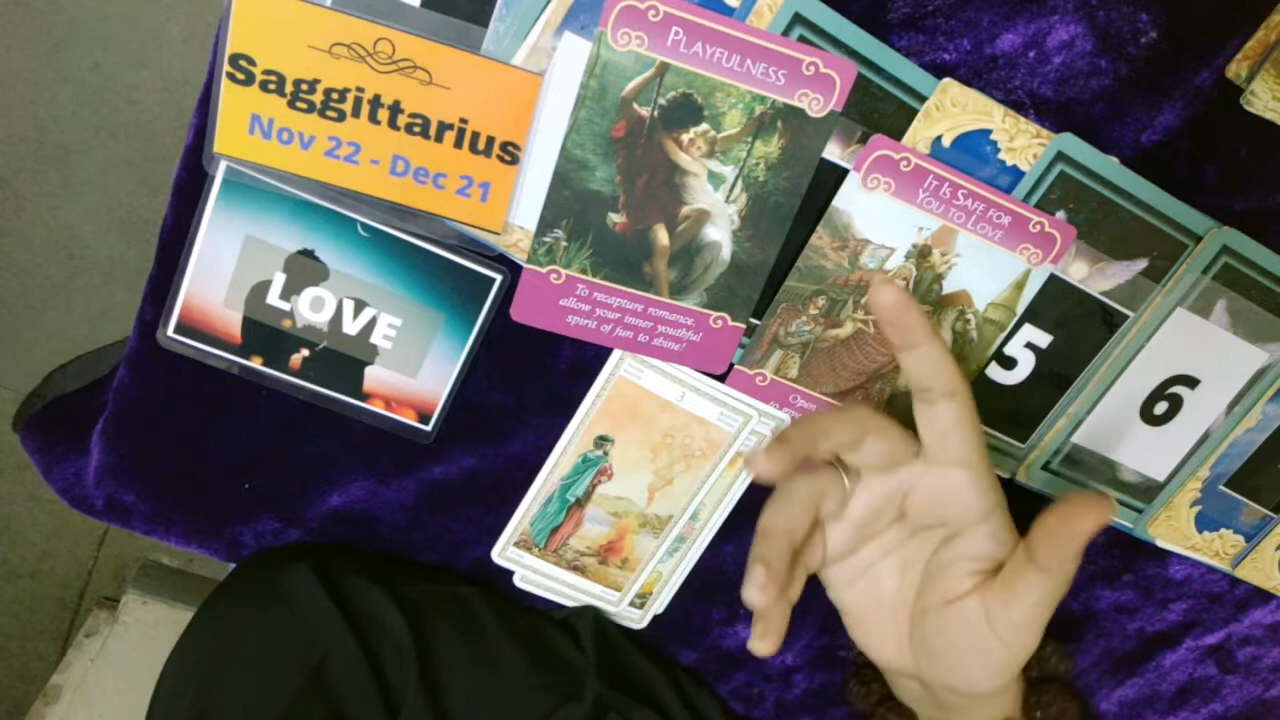 Saggittarius
Nov 22 - Dec 21
LOVE
PLAYFULNESS
To recapture romance,
allow your inner youthful
spirit of fun to shine!
IT IS SAFE FOR
YOU TO LOVE
Open
3
5
6